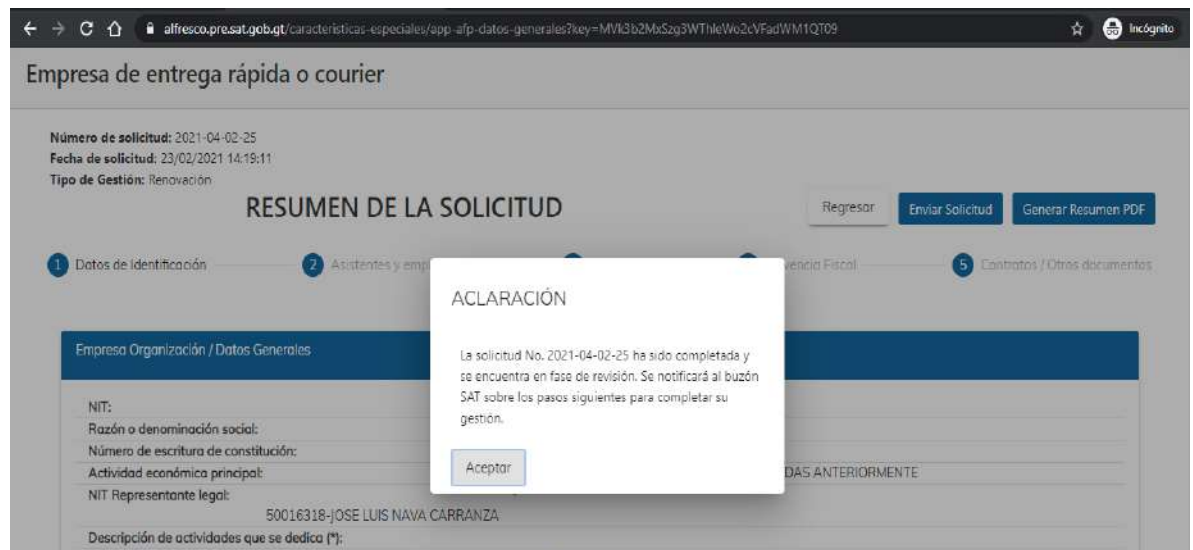 alfresco.pre.sat.gob.gt/caracteristicas-especiales/app-afp-datos-generales?key=
Incógnito
Empresa de entrega rápida o courier
Número de solicitud: 2021-04-02-25
Fecha de solicitud: 23/02/2021 14:19:11
Tipo de Gestión: Renovación
RESUMEN DE LA SOLICITUD
Regresar
Enviar Solicitud
Generar Resumen PDF
1 Datos de Identificación
2 Asistentes y
Fiscal
5 Contratos / Otros documentos
ACLARACIÓN
La solicitud No. 2021-04-02-25 ha sido completada y
se encuentra en fase de revisión. Se notificará al buzón
SAT sobre los pasos siguientes para completar su
gestión.
Aceptar
Empresa Organización / Datos Generales
NIT:
Razón o denominación social:
Número de escritura de constitución:
Actividad económica principal:
DAS ANTERIORMENTE
NIT Representante legal:
50016318-JOSE LUIS NAVA CARRANZA
Descripción de actividades que se dedica (*):